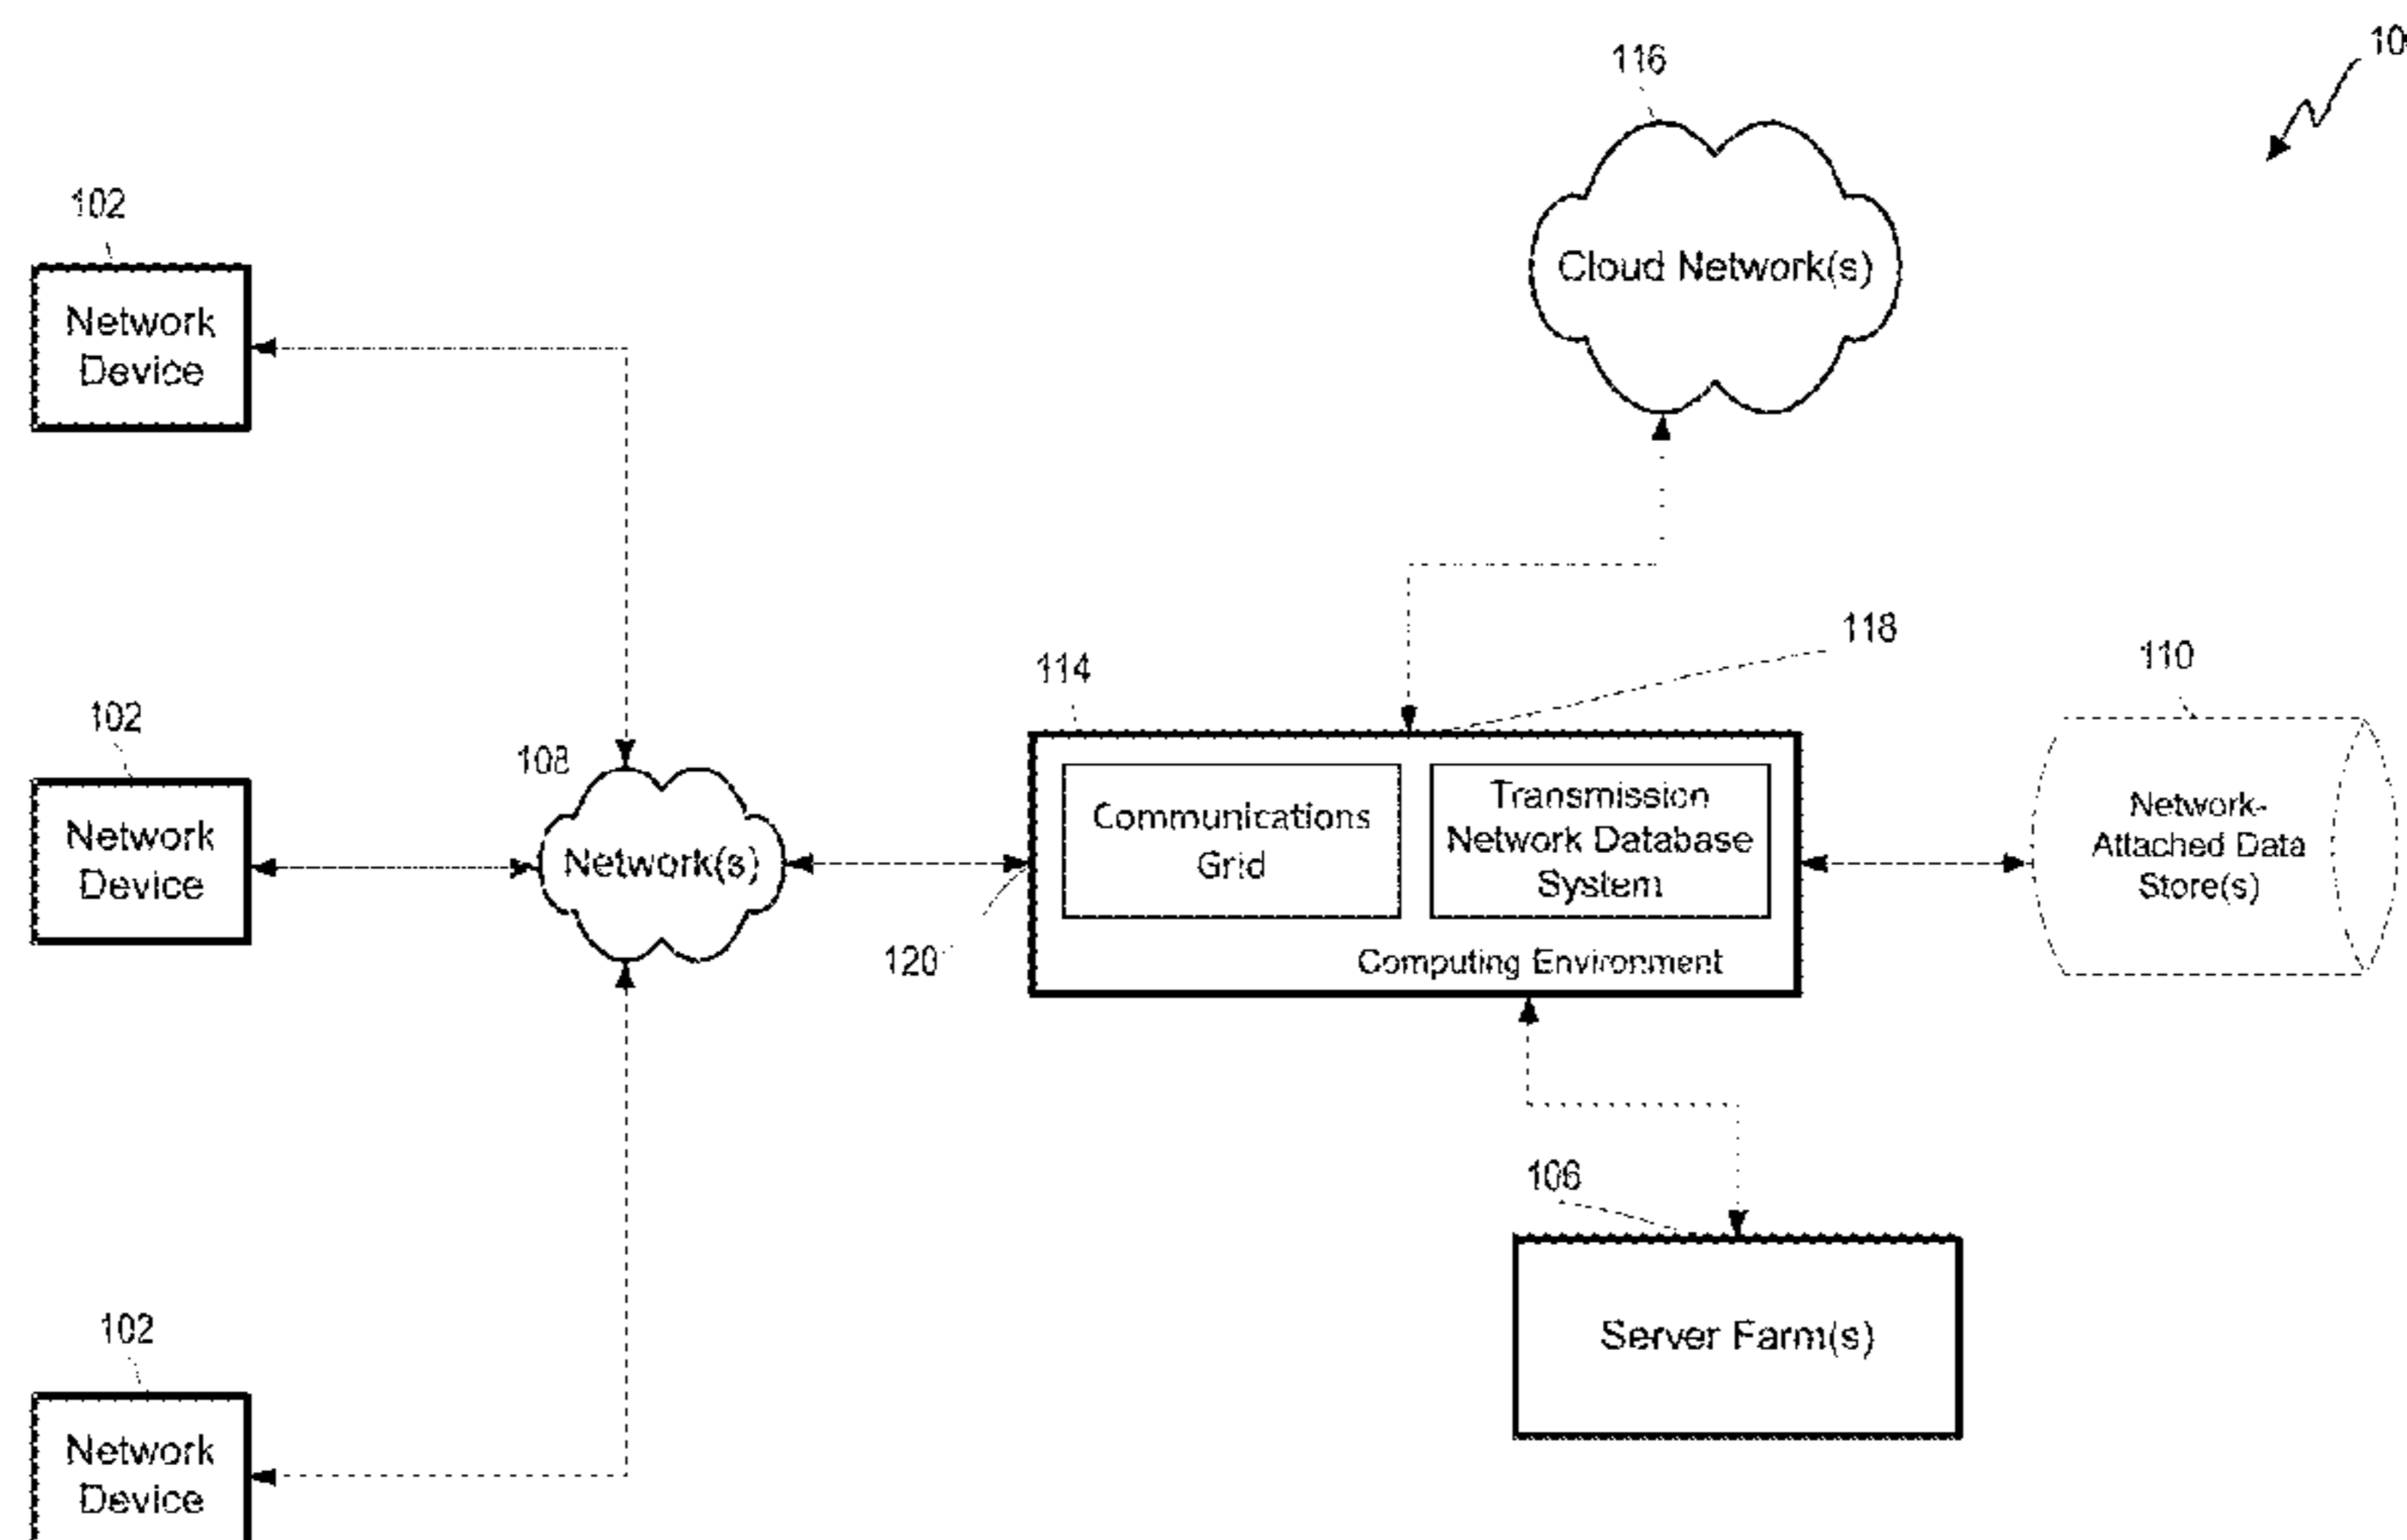 10
116
Cloud Network(s)
102
Network
Device
118
114
110
102
108
Network
Device
Network(s)
Communications
Grid
Transmission
Network Database
System
Computing Environment
Network-
Attached Data
Store(s)
120
106
Server Farm(s)
102
Network
Device